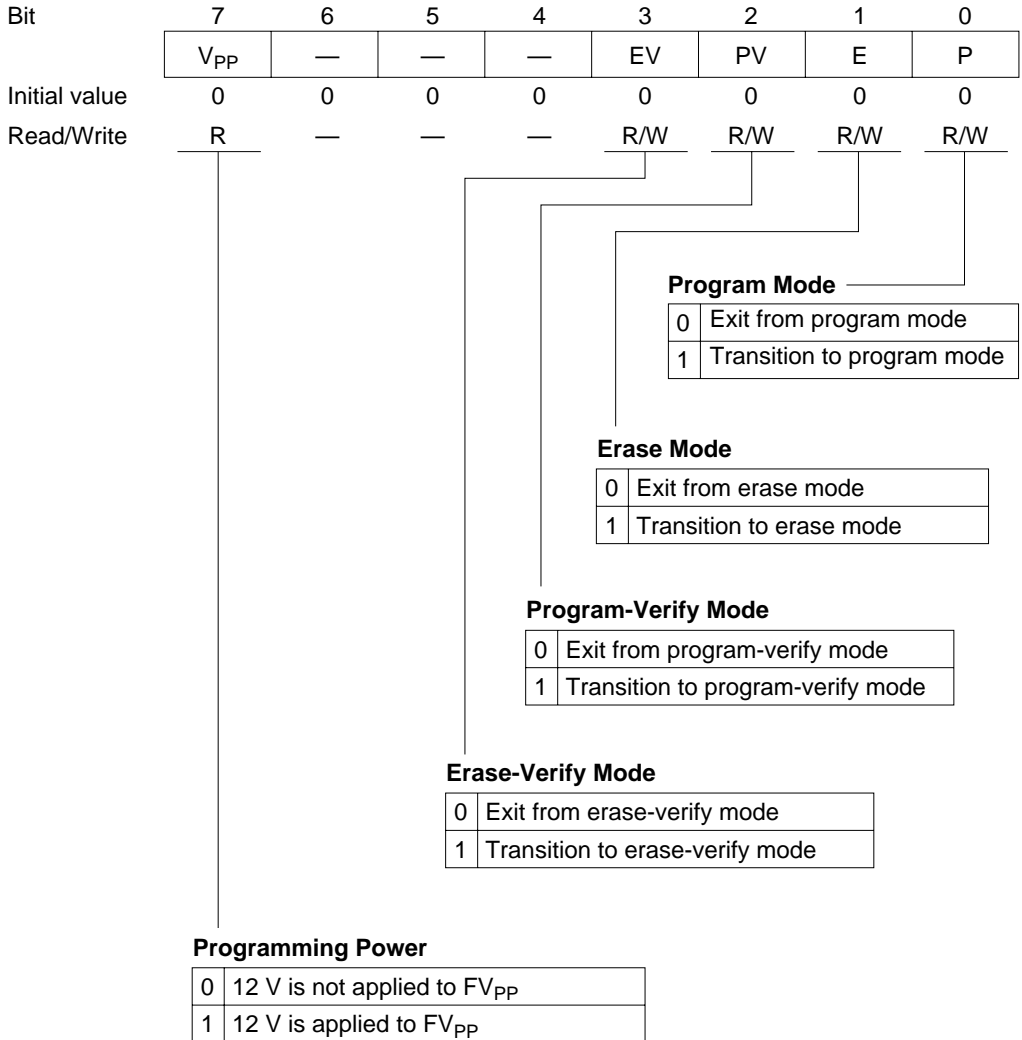 Bit 7 6 5 4 3 2 1 0
VPP — — — EV PV E P
Initial value 0 0 0 0 0 0 0 0
Read/Write R — — — R/W R/W R/W R/W
Program Mode
0 Exit from program mode
1 Transition to program mode
Erase Mode
0 Exit from erase mode
1 Transition to erase mode
Program-Verify Mode
0 Exit from program-verify mode
1 Transition to program-verify mode
Erase-Verify Mode
0 Exit from erase-verify mode
1 Transition to erase-verify mode
Programming Power
0 12 V is not applied to FVPP
1 12 V is applied to FVPP